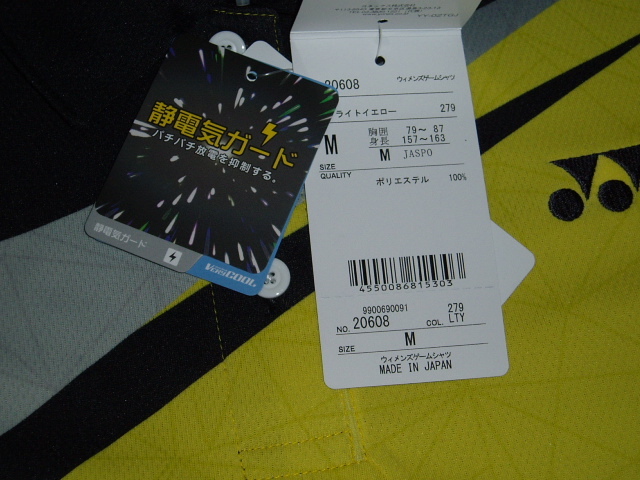 静電気ガード
パチパチ放電を抑制する
静電気ガード
VERYCOOL
20608
ウィメンズゲームシャツ
ライトイエロー 279
M 胸囲 79～ 87
身長 157～163
SIZE M JASPO
QUALITY
ポリエステル 100%
4550086815303
9900690091 279
NO. 20608 COL. LTY
SIZE M
ウィメンズゲームシャツ
MADE IN JAPAN